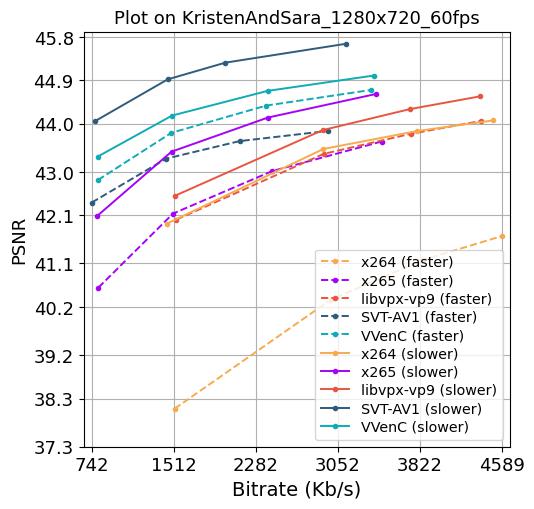 Plot on KristenAndSara_1280x720_60fps
45.8
44.9
44.0
43.0
42.1
41.1
40.2
39.2
38.3
37.3
PSNR
x264 (faster)
x265 (faster)
libvpx-vp9 (faster)
SVT-AV1 (faster)
VVenC (faster)
x264 (slower)
x265 (slower)
libvpx-vp9 (slower)
SVT-AV1 (slower)
VVenC (slower)
742 1512 2282 3052 3822 4589
Bitrate (Kb/s)